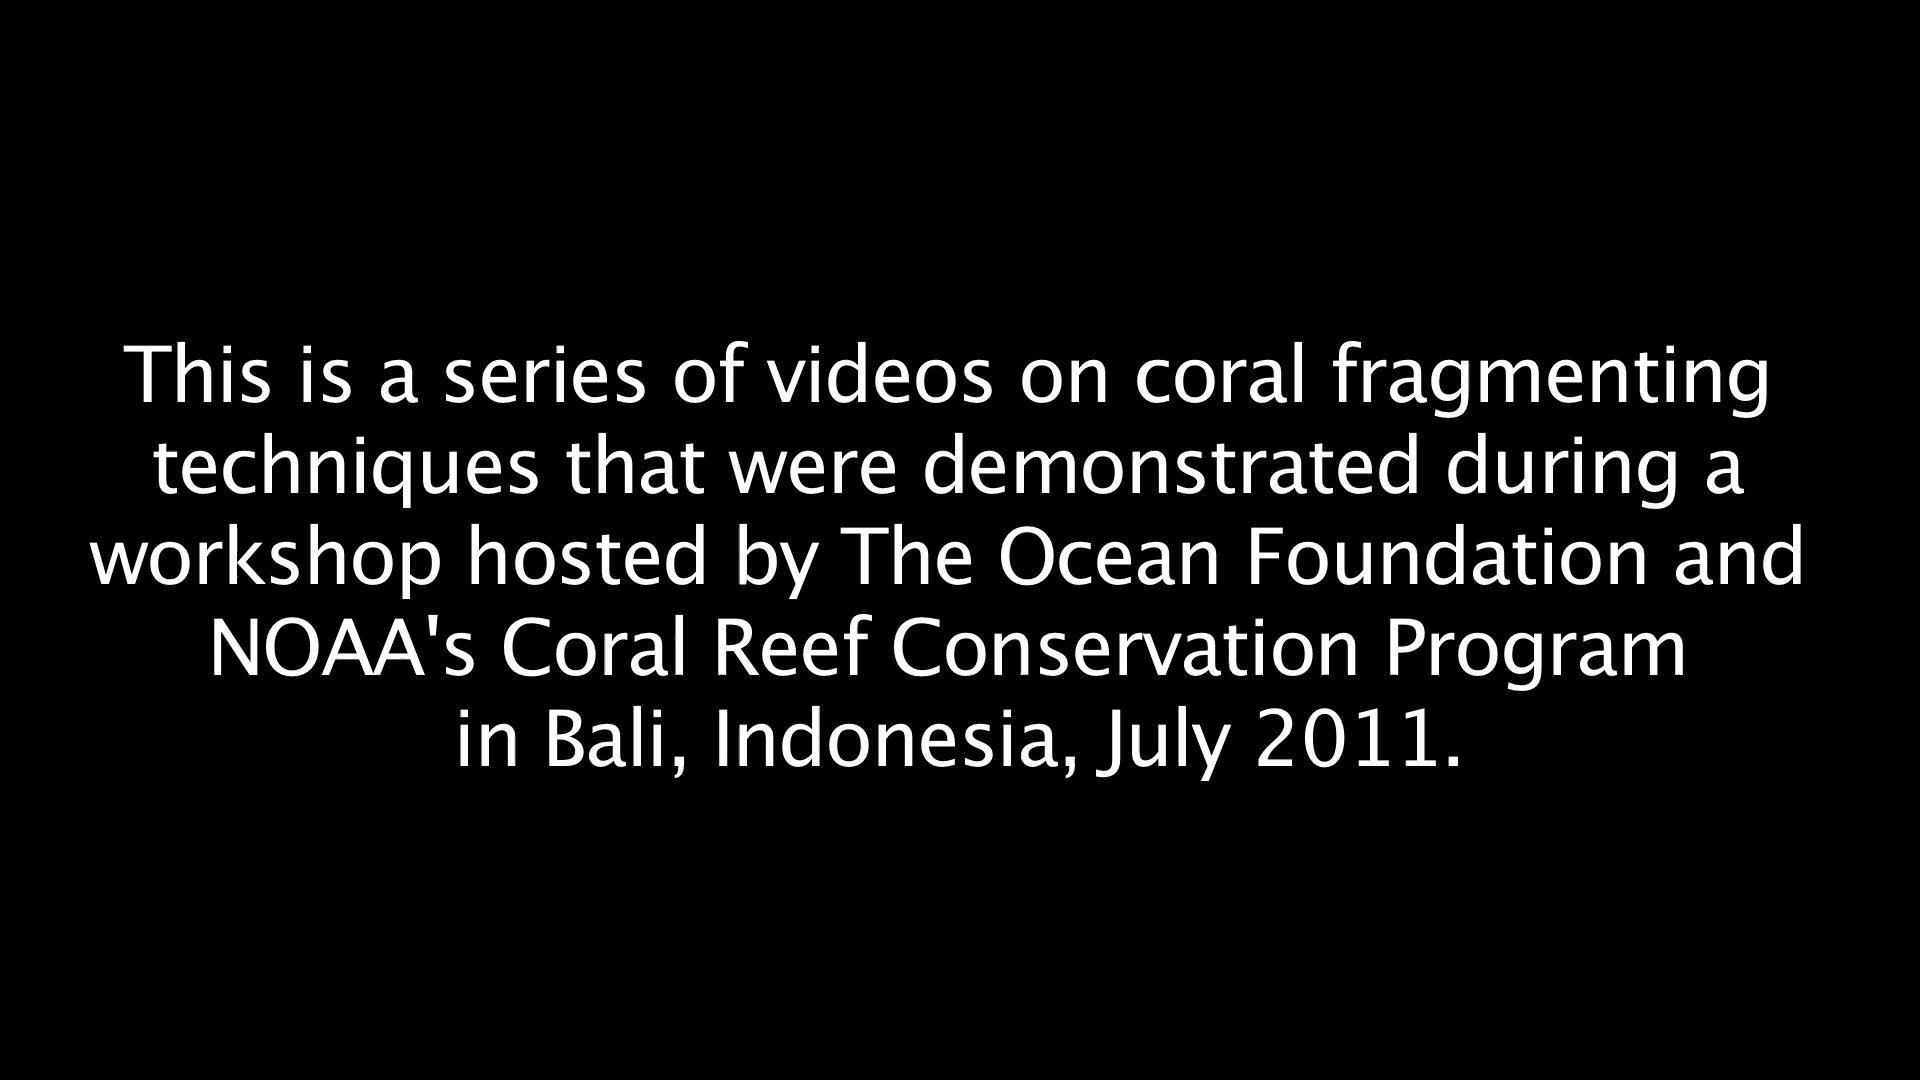 This is a series of videos on coral fragmenting
techniques that were demonstrated during a
workshop hosted by The Ocean Foundation and
NOAA's Coral Reef Conservation Program
in Bali, Indonesia, July 2011.